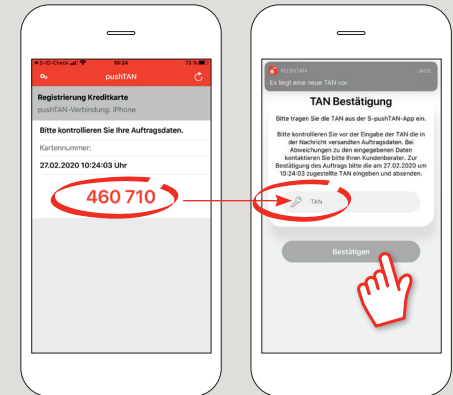 S-ID-Check
10:24
73 %
pushTAN
Registrierung Kreditkarte
pushTAN-Verbindung: IPhone
Bitte kontrollieren Sie Ihre Auftragsdaten.
Kartennummer:
27.02.2020 10:24:03 Uhr
460 710
PUSHTAN
Jetzt
Es liegt eine neue TAN vor.
TAN Bestätigung
Bitte tragen Sie die TAN aus der S-pushTAN-App ein.
Bitte kontrollieren Sie vor der Eingabe der TAN die in
der Nachricht versandten Auftragsdaten. Bei
Abweichungen zu den eingegebenen Daten
kontaktieren Sie bitte Ihren Kundenberater. Zur
Bestätigung des Auftrags bitte die am 27.02.2020 um
10:24:03 zugestellte TAN eingeben und absenden.
TAN
Bestätigen